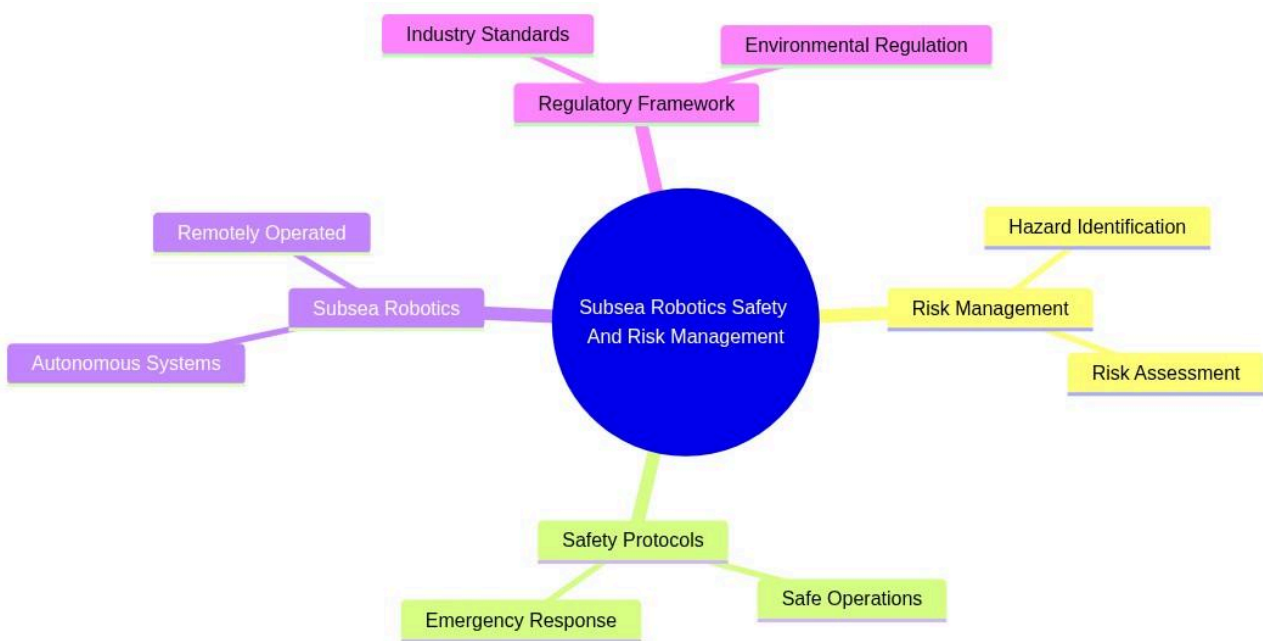 Industry Standards
Environmental Regulation
Regulatory Framework
Remotely Operated
Hazard Identification
Subsea Robotics
Subsea Robotics Safety
And Risk Management
Risk Management
Autonomous Systems
Risk Assessment
Safety Protocols
Safe Operations
Emergency Response